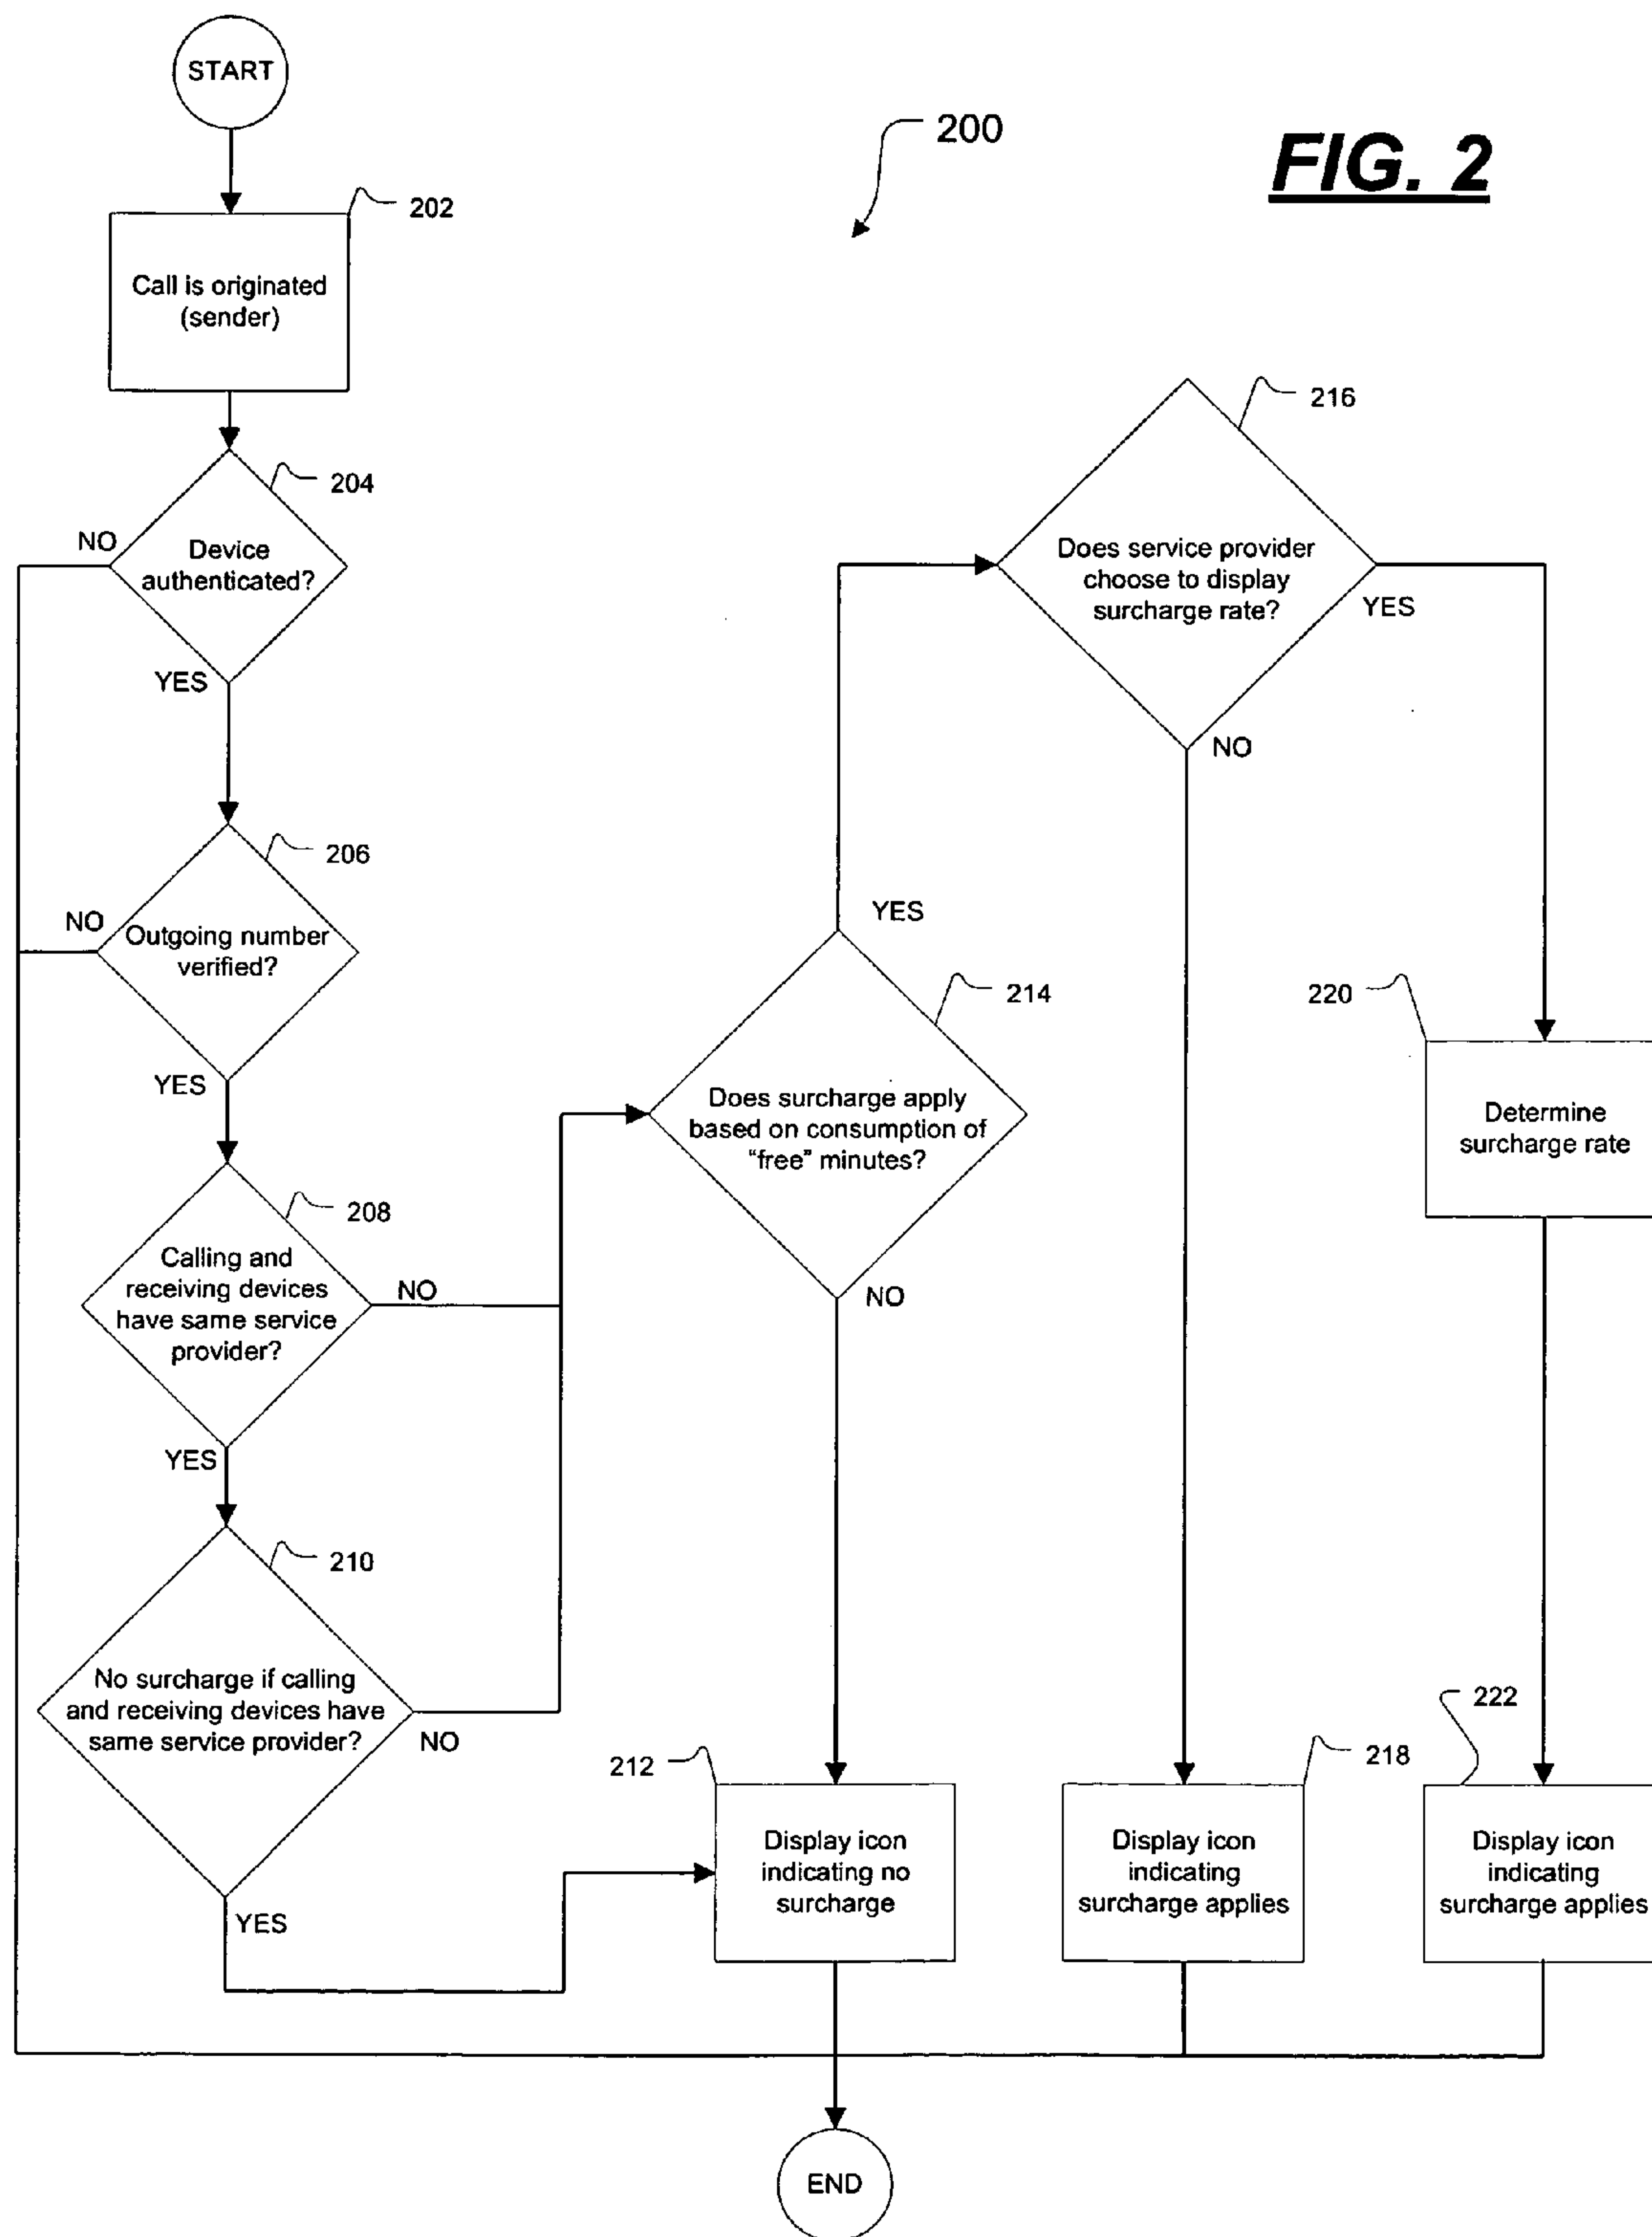 START
200
FIG. 2
202
Call is originated
(sender)
204
NO
Device
authenticated?
YES
206
NO
Outgoing number
verified?
YES
208
Calling and
receiving devices
have same service
provider?
NO
YES
210
No surcharge if calling
and receiving devices have
same service provider?
NO
YES
214
YES
Does surcharge apply
based on consumption of
“free” minutes?
NO
212
Display icon
indicating no
surcharge
216
Does service provider
choose to display
surcharge rate?
YES
NO
218
Display icon
indicating
surcharge applies
220
Determine
surcharge rate
222
Display icon
indicating
surcharge applies
END